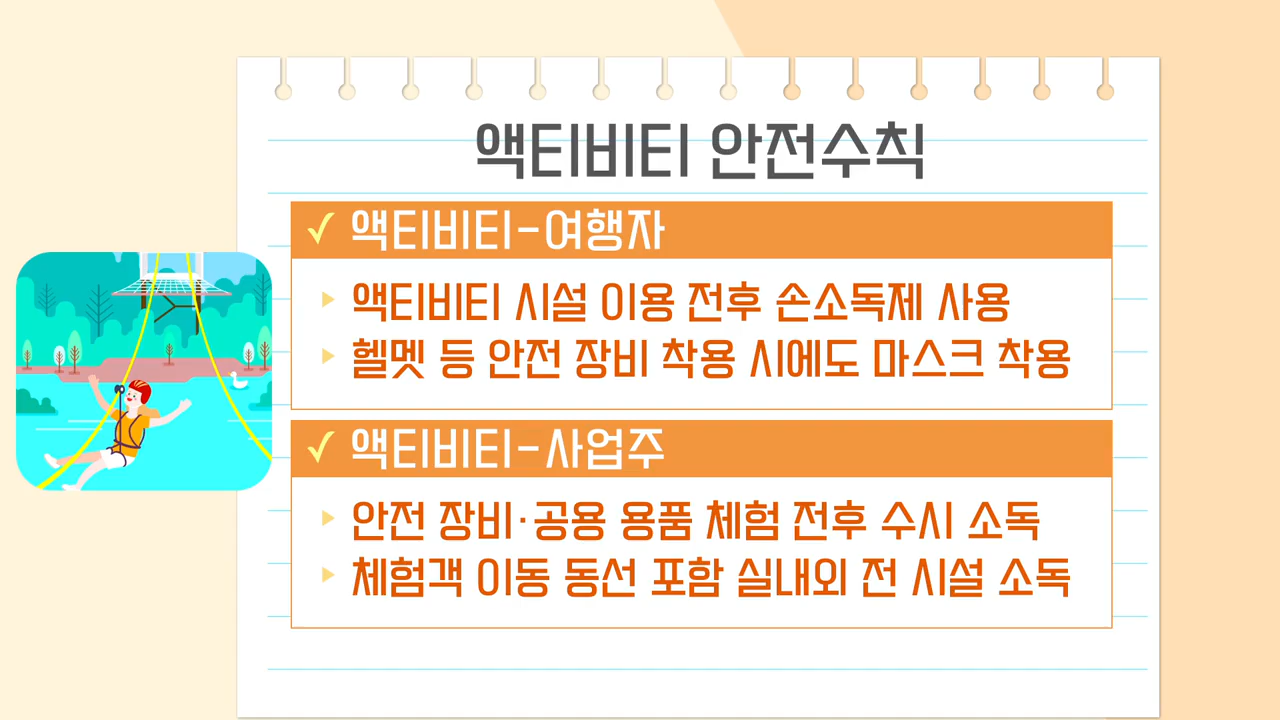 액티비티 안전수칙
✓ 액티비티-여행자
▸ 액티비티 시설 이용 전후 손소독제 사용
▸ 헬멧 등 안전 장비 착용 시에도 마스크 착용
✓ 액티비티-사업주
▸ 안전 장비·공용 용품 체험 전후 수시 소독
▸ 체험객 이동 동선 포함 실내외 전 시설 소독